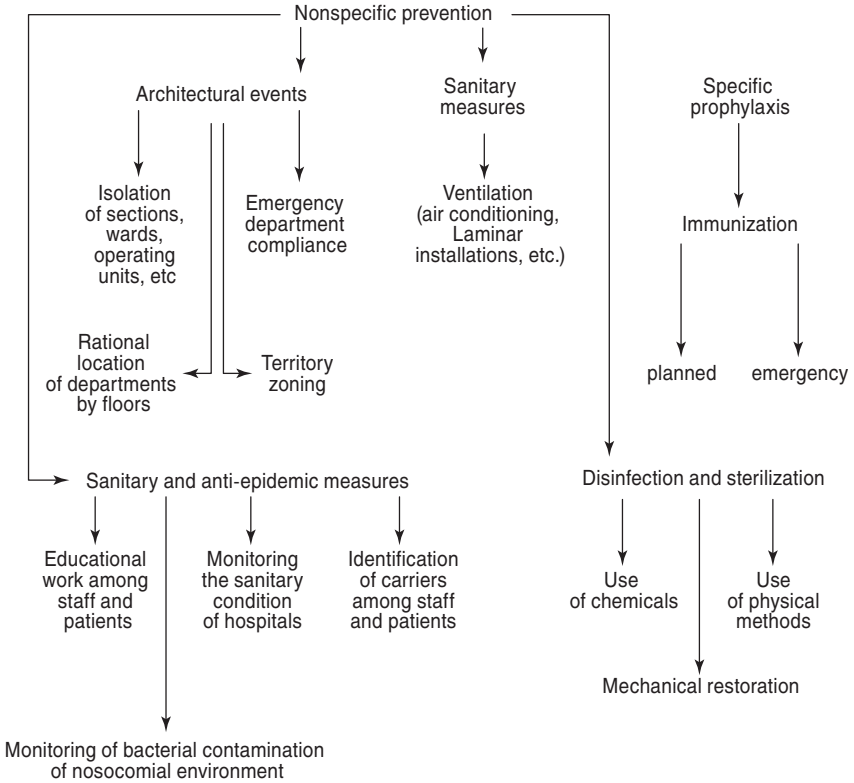 Nonspecific prevention
Architectural events
Sanitary
measures
Specific
prophylaxis
Isolation
of sections,
wards,
operating
units, etc
Emergency
department
compliance
Ventilation
(air conditioning,
Laminar
installations, etc.)
Immunization
Rational
location
of departments
by floors
Territory
zoning
planned
emergency
Sanitary and anti-epidemic measures
Disinfection and sterilization
Educational
work among
staff and
patients
Monitoring
the sanitary
condition
of hospitals
Identification
of carriers
among staff
and patients
Use
of chemicals
Use
of physical
methods
Mechanical restoration
Monitoring of bacterial contamination
of nosocomial environment